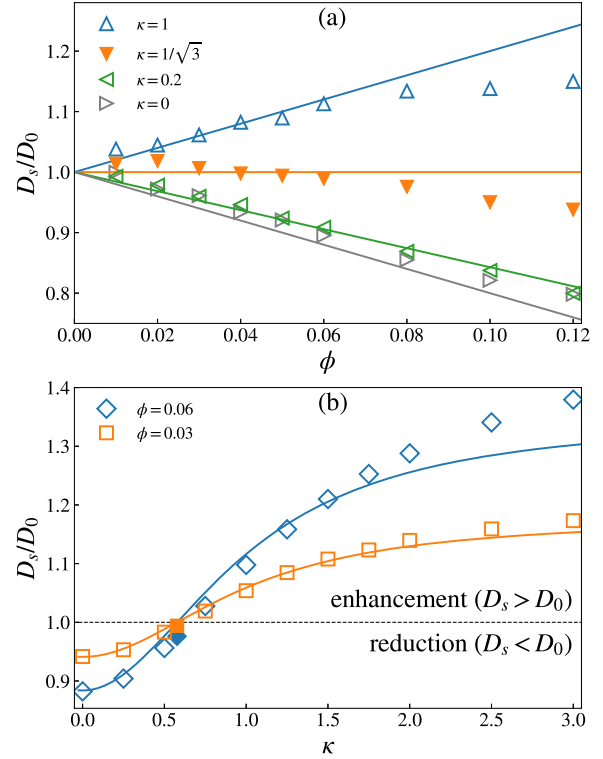 (a)
κ = 1
κ = 1/√3
κ = 0.2
κ = 0
1.2
1.1
1.0
0.9
0.8
D_s/D_0
0.00 0.02 0.04 0.06 0.08 0.10 0.12
ϕ
(b)
ϕ = 0.06
ϕ = 0.03
1.4
1.3
1.2
1.1
1.0
0.9
D_s/D_0
enhancement (D_s > D_0)
reduction (D_s < D_0)
0.0 0.5 1.0 1.5 2.0 2.5 3.0
κ